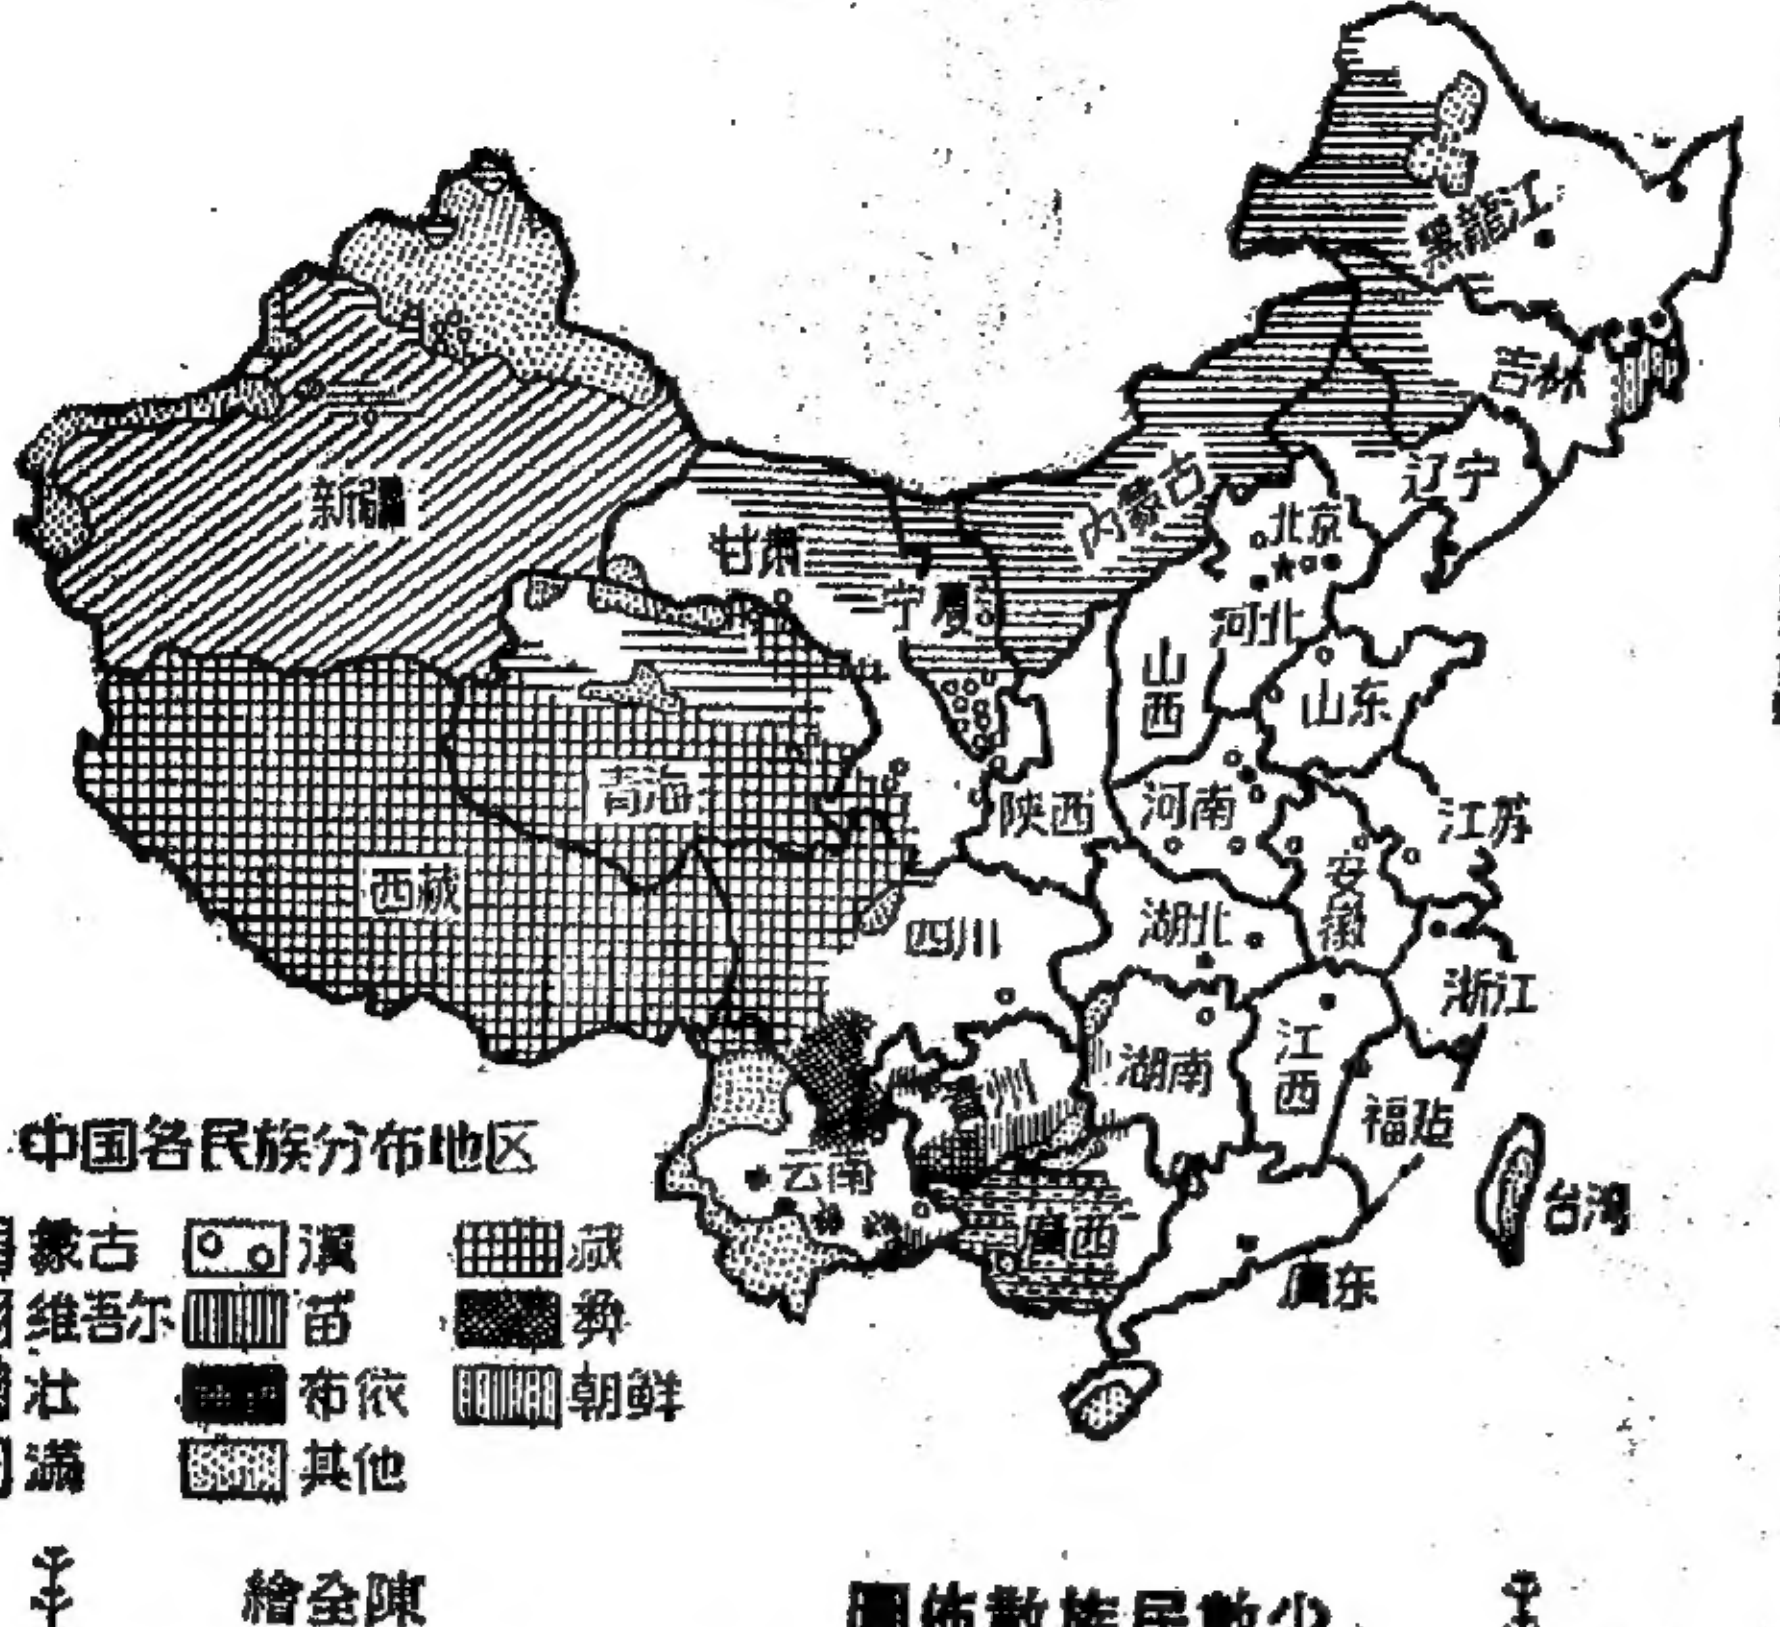 黑龍江
吉林
辽宁
内蒙古
新疆
甘肃
宁夏
北京
河北
山西
山东
青海
陕西
河南
江苏
西藏
安徽
四川
湖北
浙江
湖南
江西
福建
云南
廣西
台湾
廣东
中国各民族分布地区
蒙古
藏
维吾尔 苗 彝
壮 布依 朝鲜
满 其他
繪全陳
圖佈散族民數少